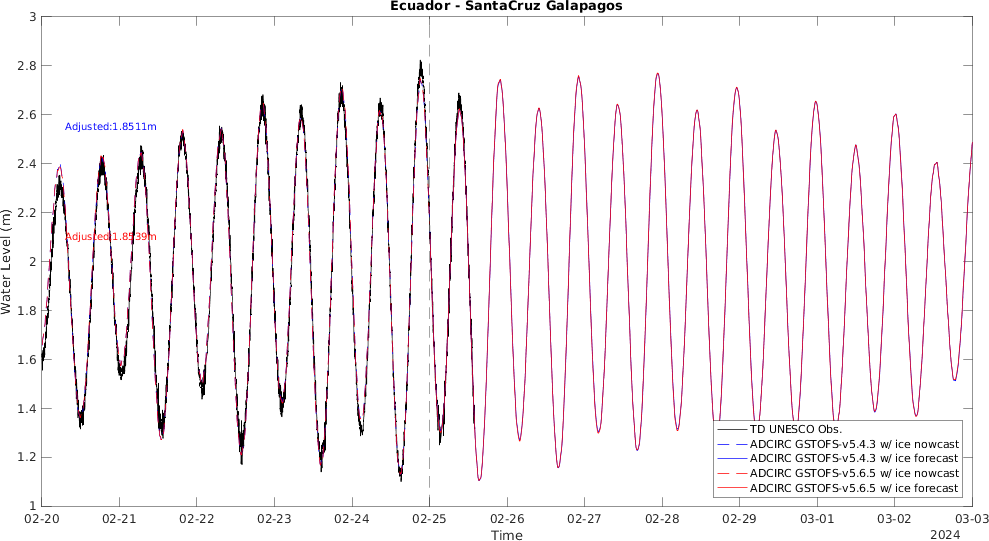 Ecuador - SantaCruz Galapagos
3
2.8
2.6
2.4
2.2
2
1.8
1.6
1.4
1.2
1
Water Level (m)
Adjusted:1.8511m
Adjusted:1.8539m
TD UNESCO Obs.
ADCIRC GSTOFS-v5.4.3 w/ ice nowcast
ADCIRC GSTOFS-v5.4.3 w/ ice forecast
ADCIRC GSTOFS-v5.6.5 w/ ice nowcast
ADCIRC GSTOFS-v5.6.5 w/ ice forecast
02-20 02-21 02-22 02-23 02-24 02-25 02-26 02-27 02-28 02-29 03-01 03-02 03-03
Time
2024